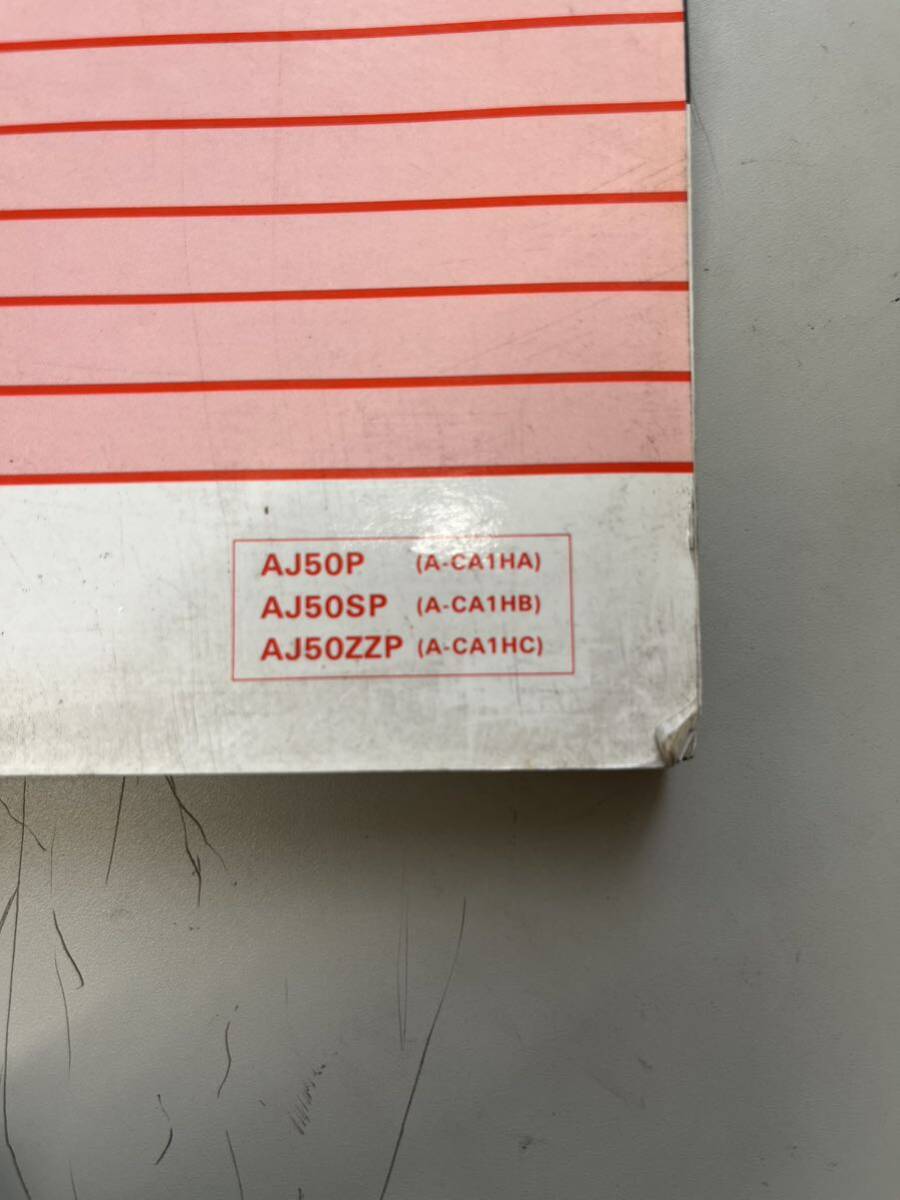 AJ50P (A-CA1HA)
AJ50SP (A-CA1HB)
AJ50ZZP (A-CA1HC)